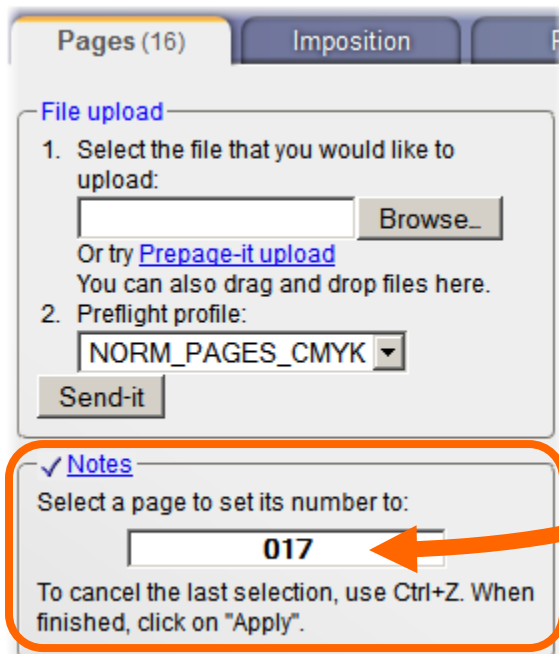 Pages (16)
Imposition
File upload
1. Select the file that you would like to
upload:
Browse...
Or try Prepage-it upload
You can also drag and drop files here.
2. Preflight profile:
NORM_PAGES_CMYK
Send-it
Notes
Select a page to set its number to:
017
To cancel the last selection, use Ctrl+Z. When
finished, click on "Apply".